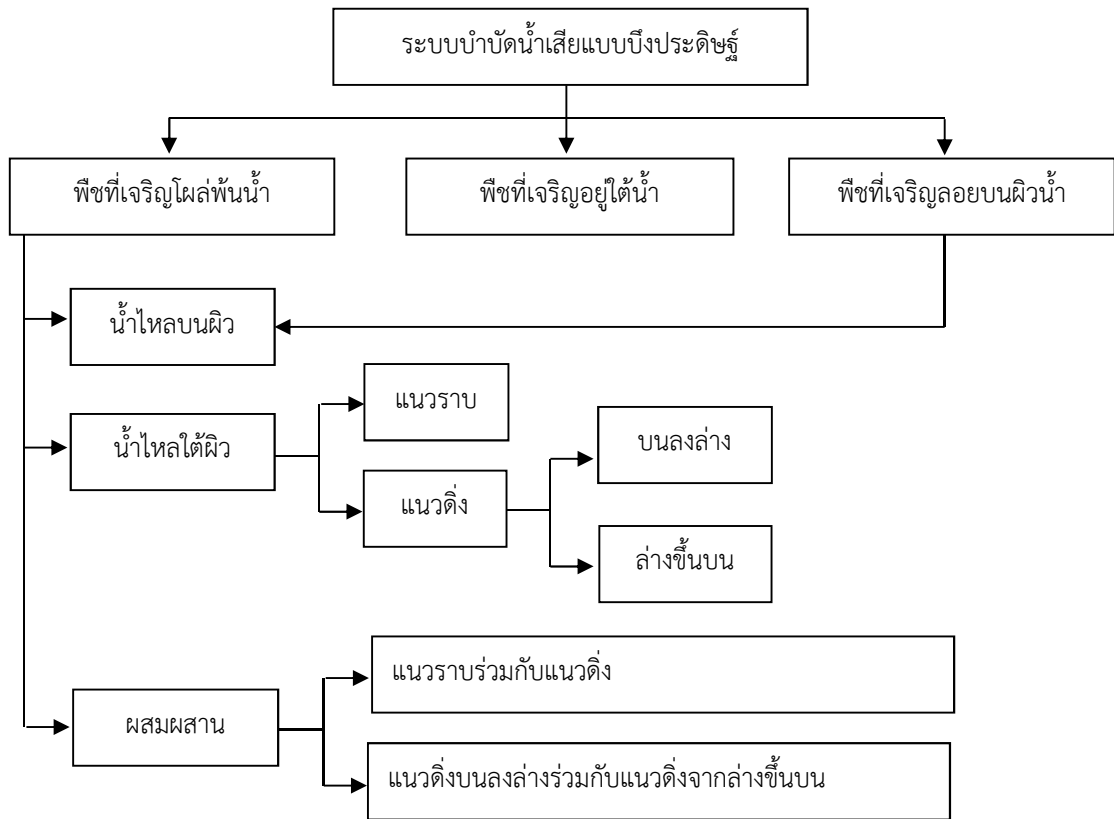 ระบบบำบัดน้ำเสียแบบบึงประดิษฐ์
พืชที่เจริญโผล่พ้นน้ำ
พืชที่เจริญอยู่ใต้น้ำ
พืชที่เจริญลอยบนผิวน้ำ
น้ำไหลบนผิว
น้ำไหลใต้ผิว
แนวราบ
แนวดิ่ง
บนลงล่าง
ล่างขึ้นบน
ผสมผสาน
แนวราบร่วมกับแนวดิ่ง
แนวดิ่งบนลงล่างร่วมกับแนวดิ่งจากล่างขึ้นบน